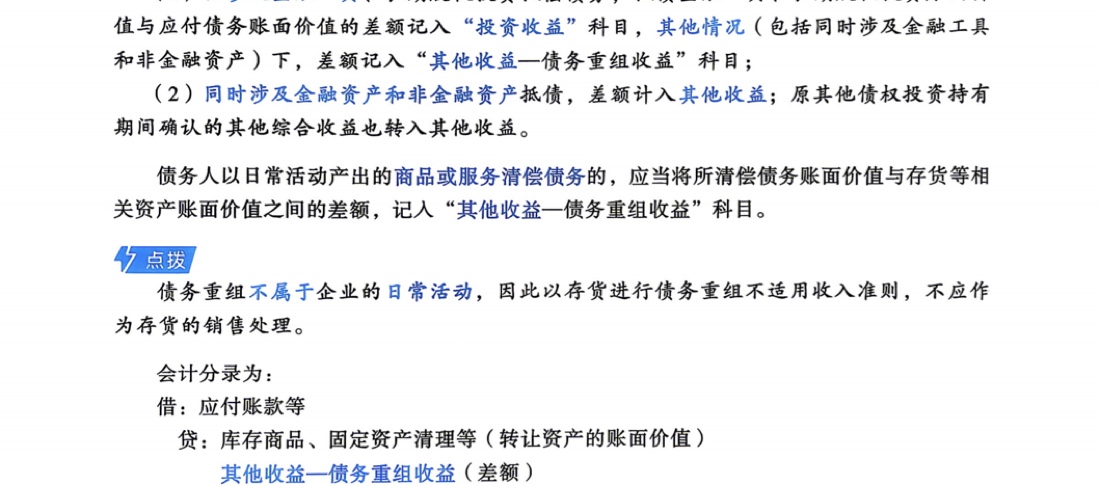 值与应付债务账面价值的差额记入“投资收益”科目，其他情况（包括同时涉及金融工具
和非金融资产）下，差额记入“其他收益—债务重组收益”科目；
（2）同时涉及金融资产和非金融资产抵债，差额计入其他收益；原其他债权投资持有
期间确认的其他综合收益也转入其他收益。
债务人以日常活动产出的商品或服务清偿债务的，应当将所清偿债务账面价值与存货等相
关资产账面价值之间的差额，记入“其他收益—债务重组收益”科目。
点拨
债务重组不属于企业的日常活动，因此以存货进行债务重组不适用收入准则，不应作
为存货的销售处理。
会计分录为：
借：应付账款等
贷：库存商品、固定资产清理等（转让资产的账面价值）
其他收益—债务重组收益（差额）